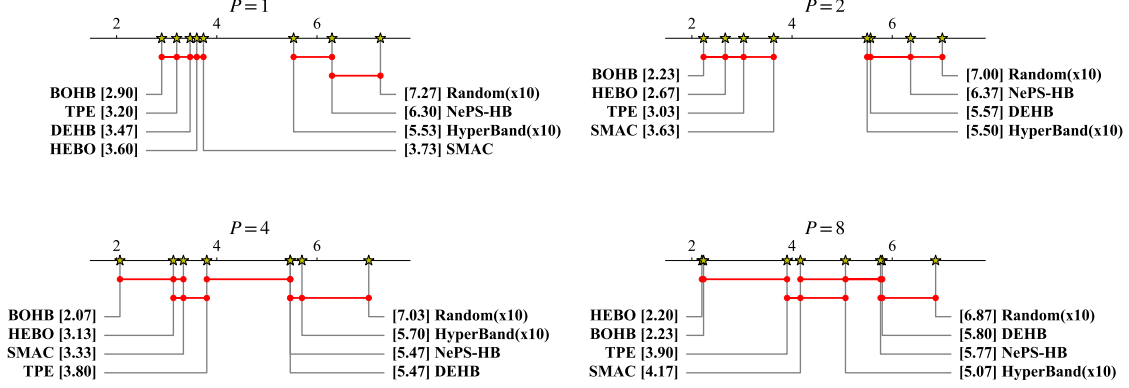 P = 1
2 4 6
BOHB [2.90] [7.27] Random(x10)
TPE [3.20] [6.30] NePS-HB
DEHB [3.47] [5.53] HyperBand(x10)
HEBO [3.60] [3.73] SMAC
P = 2
2 4 6
BOHB [2.23] [7.00] Random(x10)
HEBO [2.67] [6.37] NePS-HB
TPE [3.03] [5.57] DEHB
SMAC [3.63] [5.50] HyperBand(x10)
P = 4
2 4 6
BOHB [2.07] [7.03] Random(x10)
HEBO [3.13] [5.70] HyperBand(x10)
SMAC [3.33] [5.47] NePS-HB
TPE [3.80] [5.47] DEHB
P = 8
2 4 6
HEBO [2.20] [6.87] Random(x10)
BOHB [2.23] [5.80] DEHB
TPE [3.90] [5.77] NePS-HB
SMAC [4.17] [5.07] HyperBand(x10)